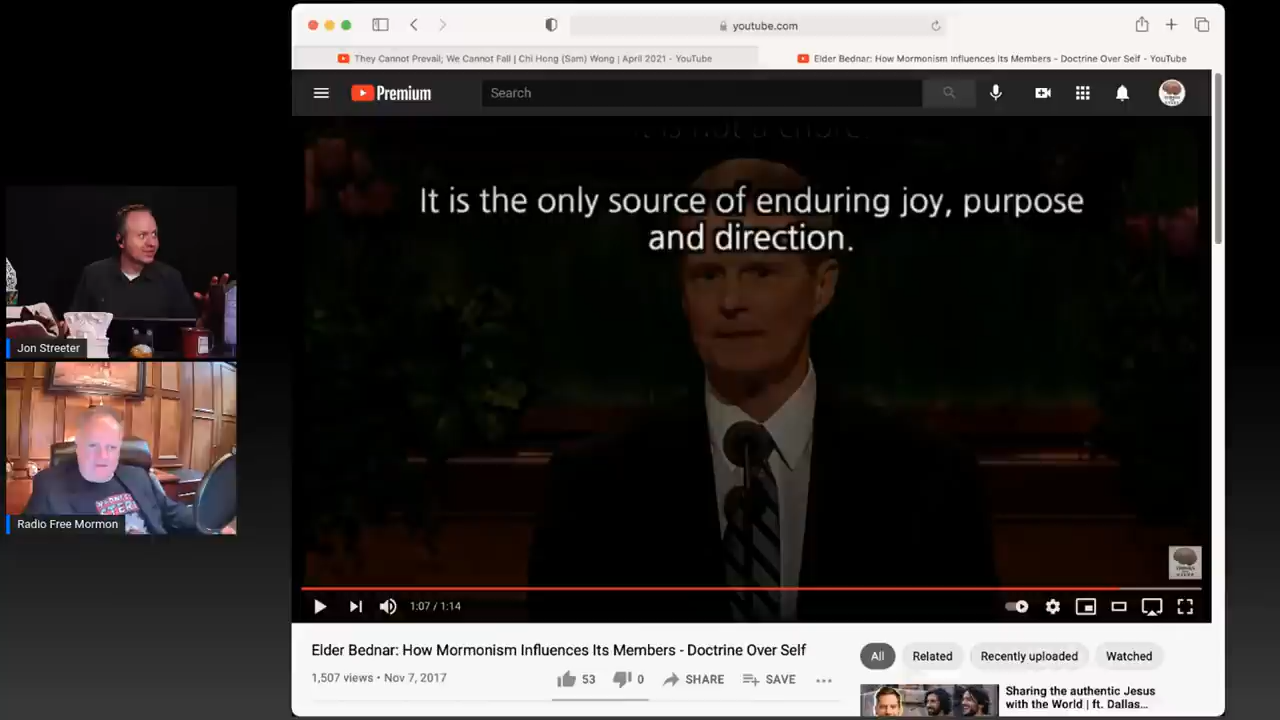 youtube.com
They Cannot Prevail; We Cannot Fall | Chi Hong (Sam) Wong | April 2021 - YouTube
Elder Bednar: How Mormonism Influences Its Members - Doctrine Over Self - YouTube
Premium
Search
It is not a chore.
It is the only source of enduring joy, purpose
and direction.
Jon Streeter
Radio Free Mormon
1:07 / 1:14
Elder Bednar: How Mormonism Influences Its Members - Doctrine Over Self
1,507 views • Nov 7, 2017
53
0
SHARE
SAVE
All
Related
Recently uploaded
Watched
Sharing the authentic Jesus
with the World | ft. Dallas...